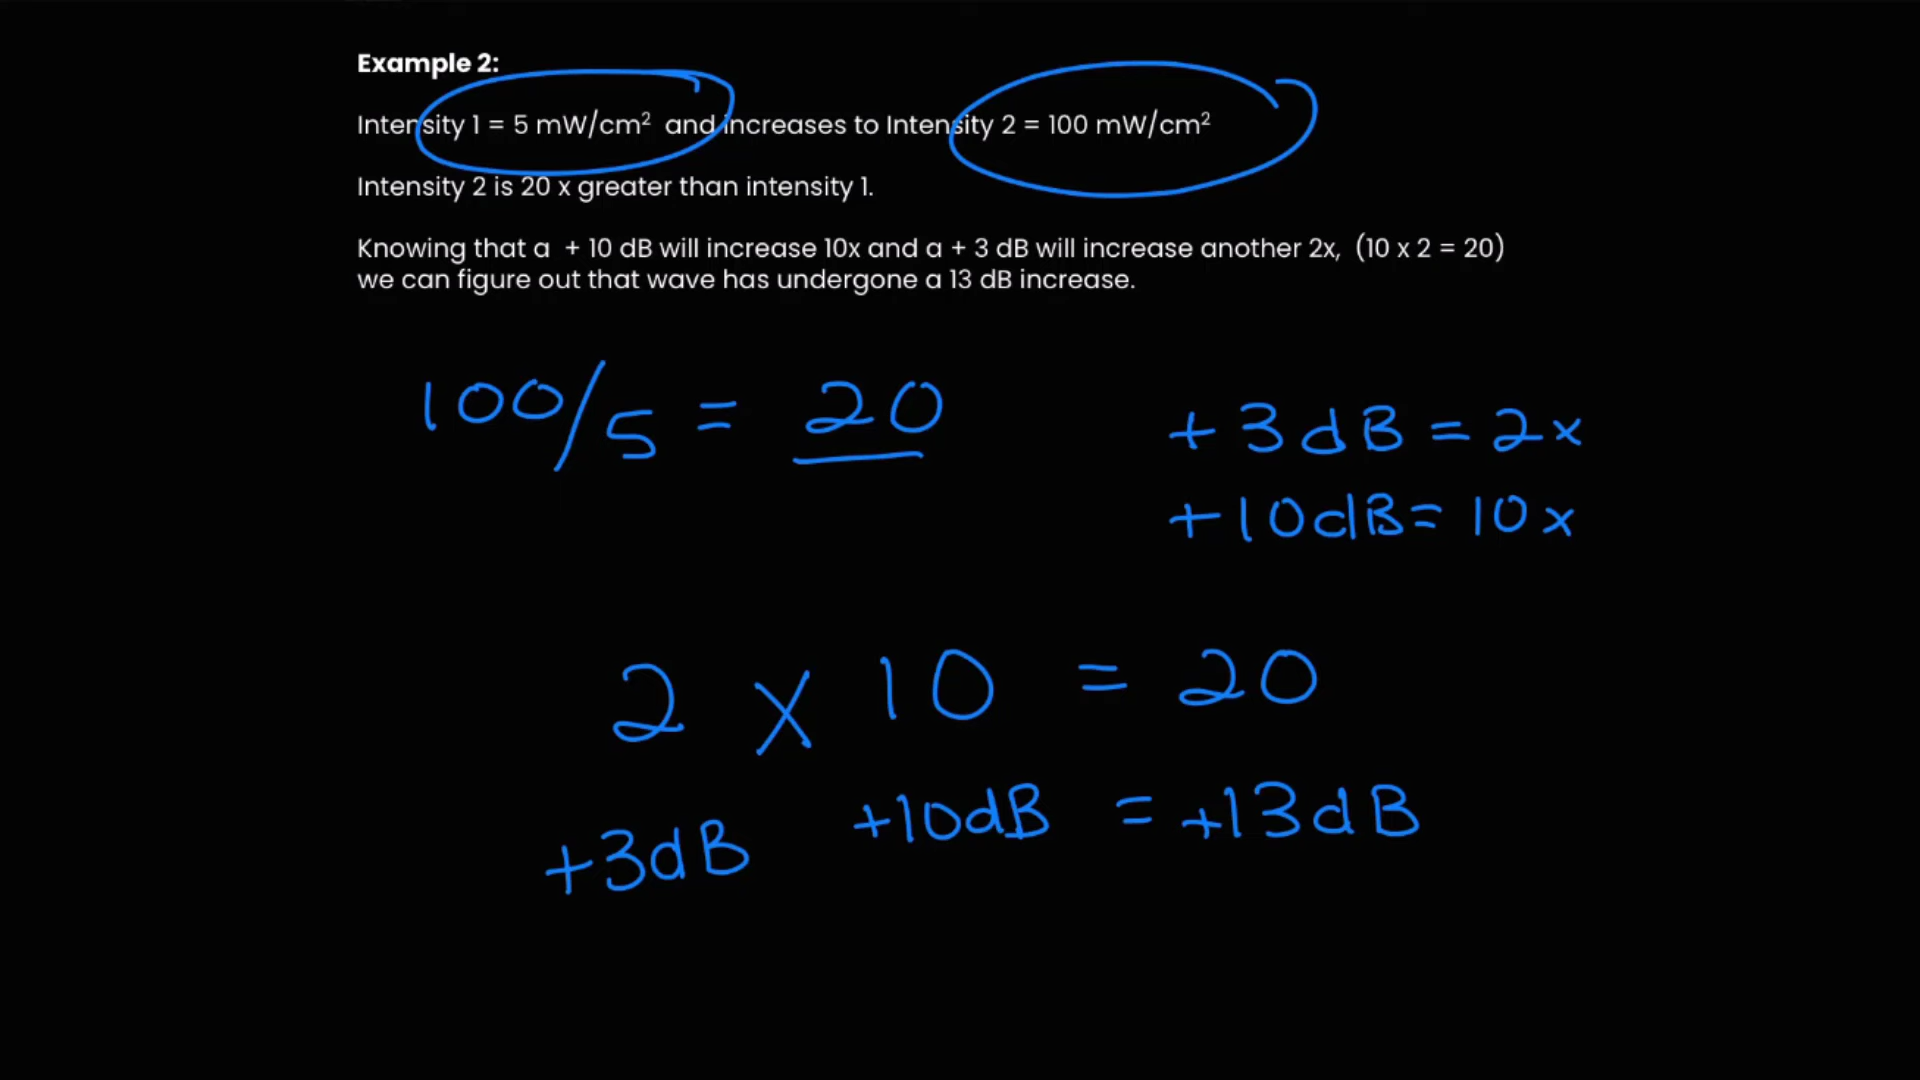 Example 2:
Intensity 1 = 5 mW/cm² and increases to Intensity 2 = 100 mW/cm²
Intensity 2 is 20 x greater than intensity 1.
Knowing that a + 10 dB will increase 10x and a + 3 dB will increase another 2x, (10 x 2 = 20)
we can figure out that wave has undergone a 13 dB increase.
100/5 = 20
+3dB = 2x
+10dB = 10x
2 x 10 = 20
+3dB +10dB = +13dB